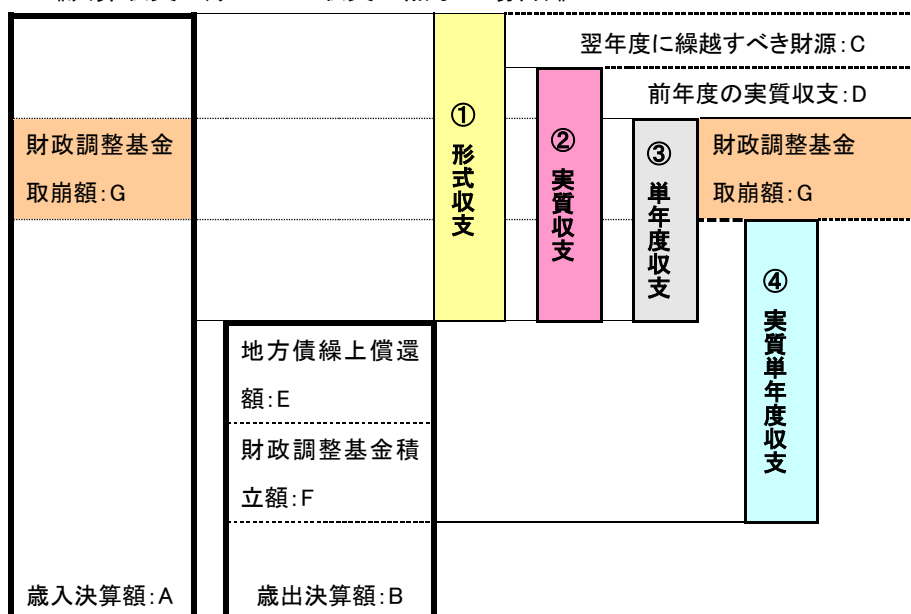 翌年度に繰越すべき財源:C
前年度の実質収支:D
① 形式収支
② 実質収支
③ 単年度収支
財政調整基金
取崩額:G
財政調整基金
取崩額:G
④ 実質単年度収支
地方債繰上償還
額:E
財政調整基金積
立額:F
歳入決算額:A
歳出決算額:B